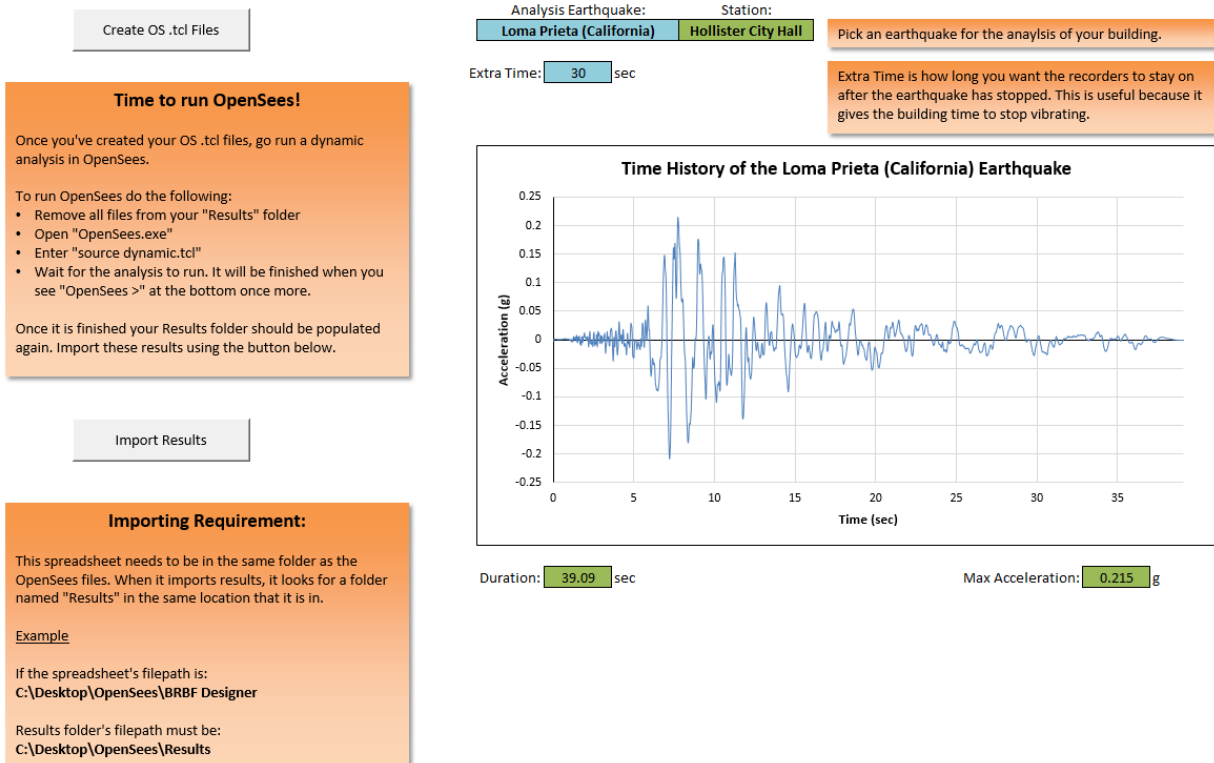 Create OS .tcl Files
Time to run OpenSees!
Once you've created your OS .tcl files, go run a dynamic
analysis in OpenSees.
To run OpenSees do the following:
• Remove all files from your "Results" folder
• Open "OpenSees.exe"
• Enter "source dynamic.tcl"
• Wait for the analysis to run. It will be finished when you
see "OpenSees >" at the bottom once more.
Once it is finished your Results folder should be populated
again. Import these results using the button below.
Import Results
Importing Requirement:
This spreadsheet needs to be in the same folder as the
OpenSees files. When it imports results, it looks for a folder
named "Results" in the same location that it is in.
Example
If the spreadsheet's filepath is:
C:\Desktop\OpenSees\BRBF Designer
Results folder's filepath must be:
C:\Desktop\OpenSees\Results
Analysis Earthquake: Station:
Loma Prieta (California) Hollister City Hall
Extra Time: 30 sec
Pick an earthquake for the anaylsis of your building.
Extra Time is how long you want the recorders to stay on
after the earthquake has stopped. This is useful because it
gives the building time to stop vibrating.
Time History of the Loma Prieta (California) Earthquake
Acceleration (g)
0.25
0.2
0.15
0.1
0.05
0
-0.05
-0.1
-0.15
-0.2
-0.25
0 5 10 15 20 25 30 35
Time (sec)
Duration: 39.09 sec
Max Acceleration: 0.215 g